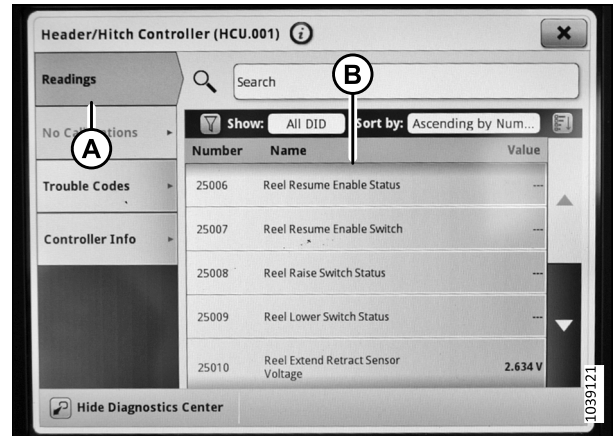 Header/Hitch Controller (HCU.001)
Readings
Search
B
A
No Calibrations
Show: All DID Sort by: Ascending by Num...
Number Name Value
Trouble Codes
25006 Reel Resume Enable Status ---
25007 Reel Resume Enable Switch ---
Controller Info
25008 Reel Raise Switch Status ---
25009 Reel Lower Switch Status ---
25010 Reel Extend Retract Sensor
Voltage 2.634 V
Hide Diagnostics Center
1039121